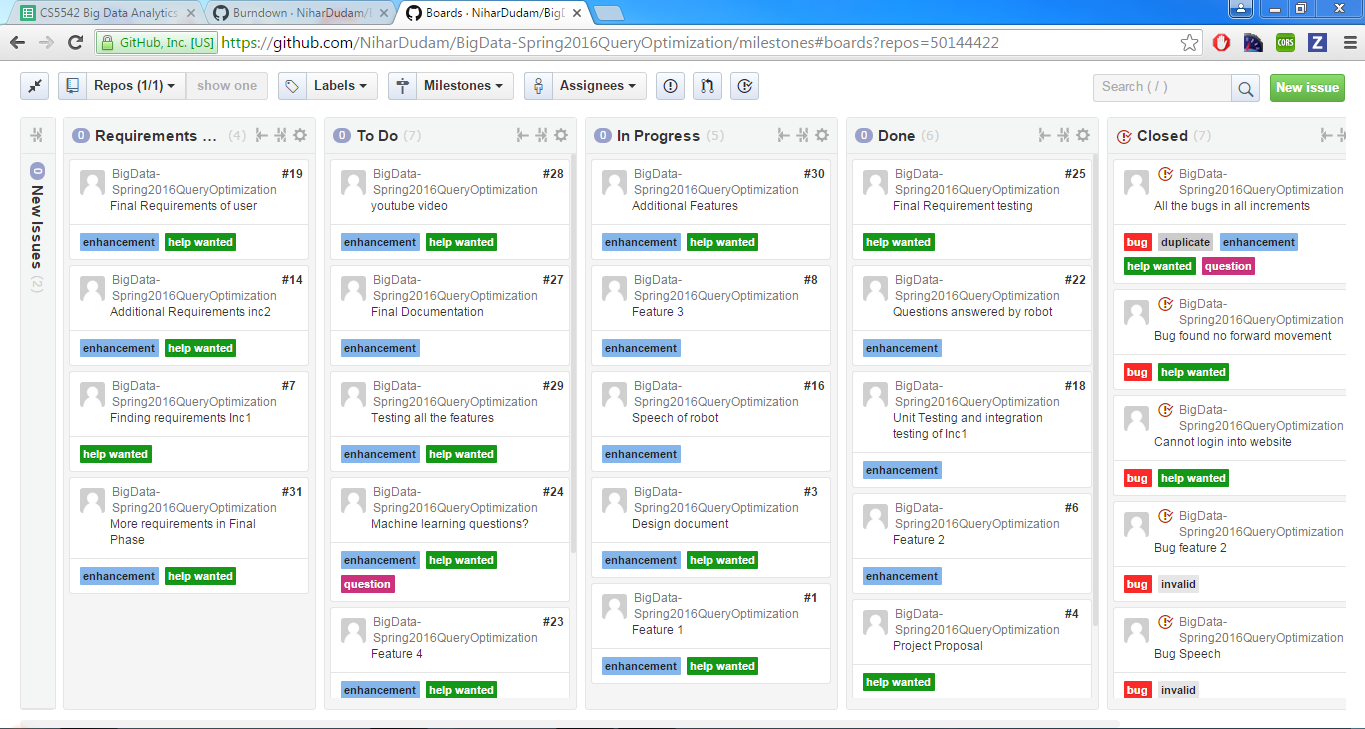 CS5542 Big Data Analytics
Burndown · NiharDudam/
Boards · NiharDudam/Big
GitHub, Inc. [US] https://github.com/NiharDudam/BigData-Spring2016QueryOptimization/milestones#boards?repos=50144422
CORS
Z
Repos (1/1) show one Labels Milestones Assignees
Search ( / )
New issue
0 New Issues (2)
0 Requirements ... (4)
BigData-
Spring2016QueryOptimization
#19
Final Requirements of user
enhancement help wanted
BigData-
Spring2016QueryOptimization
#14
Additional Requirements inc2
enhancement help wanted
BigData-
Spring2016QueryOptimization
#7
Finding requirements Inc1
help wanted
BigData-
Spring2016QueryOptimization
#31
More requirements in Final
Phase
enhancement help wanted
0 To Do (7)
BigData-
Spring2016QueryOptimization
#28
youtube video
enhancement help wanted
BigData-
Spring2016QueryOptimization
#27
Final Documentation
enhancement
BigData-
Spring2016QueryOptimization
#29
Testing all the features
enhancement help wanted
BigData-
Spring2016QueryOptimization
#24
Machine learning questions?
enhancement help wanted
question
BigData-
Spring2016QueryOptimization
#23
Feature 4
enhancement help wanted
0 In Progress (5)
BigData-
Spring2016QueryOptimization
#30
Additional Features
enhancement help wanted
BigData-
Spring2016QueryOptimization
#8
Feature 3
enhancement
BigData-
Spring2016QueryOptimization
#16
Speech of robot
enhancement
BigData-
Spring2016QueryOptimization
#3
Design document
enhancement help wanted
BigData-
Spring2016QueryOptimization
#1
Feature 1
enhancement help wanted
0 Done (6)
BigData-
Spring2016QueryOptimization
#25
Final Requirement testing
help wanted
BigData-
Spring2016QueryOptimization
#22
Questions answered by robot
enhancement
BigData-
Spring2016QueryOptimization
#18
Unit Testing and integration
testing of Inc1
enhancement
BigData-
Spring2016QueryOptimization
#6
Feature 2
enhancement
BigData-
Spring2016QueryOptimization
#4
Project Proposal
help wanted
Closed (7)
BigData-
Spring2016QueryOptimization
All the bugs in all increments
bug duplicate enhancement
help wanted question
BigData-
Spring2016QueryOptimization
Bug found no forward movement
bug help wanted
BigData-
Spring2016QueryOptimization
Cannot login into website
bug help wanted
BigData-
Spring2016QueryOptimization
Bug feature 2
bug invalid
BigData-
Spring2016QueryOptimization
Bug Speech
bug invalid